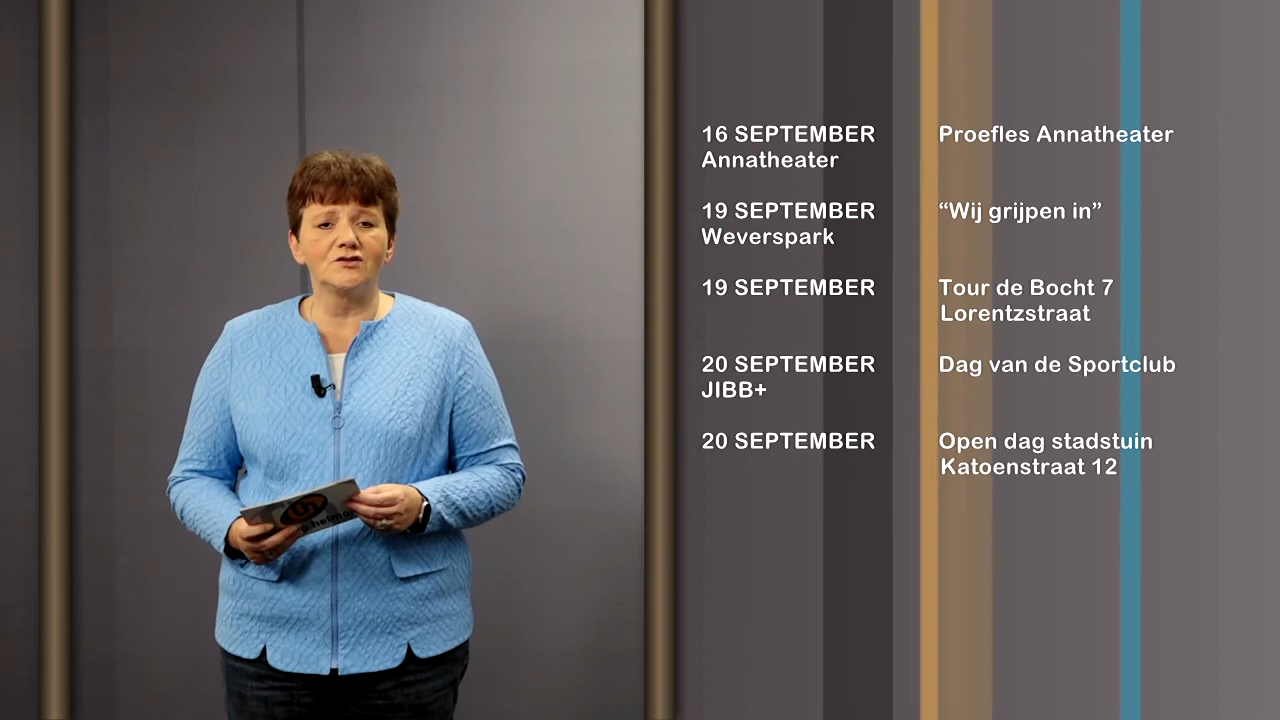 16 SEPTEMBER Proefles Annatheater
Annatheater
19 SEPTEMBER “Wij grijpen in”
Weverspark
19 SEPTEMBER Tour de Bocht 7
Lorentzstraat
20 SEPTEMBER Dag van de Sportclub
JIBB+
20 SEPTEMBER Open dag stadstuin
Katoenstraat 12